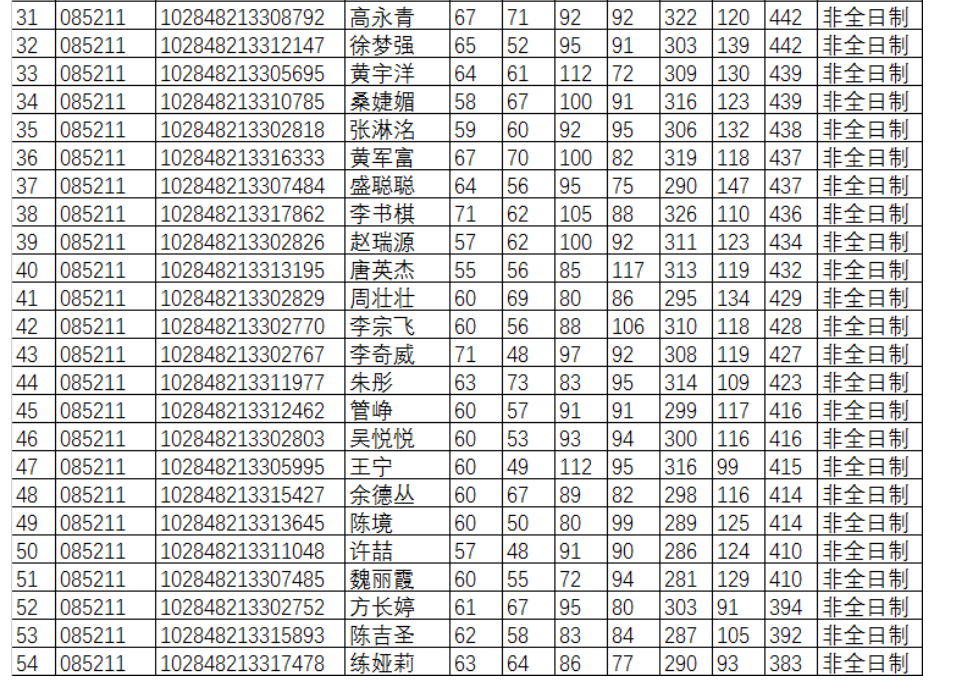 31 085211 102848213308792 高永青 67 71 92 92 322 120 442 非全日制
32 085211 102848213312147 徐梦强 65 52 95 91 303 139 442 非全日制
33 085211 102848213305695 黄宇洋 64 61 112 72 309 130 439 非全日制
34 085211 102848213310785 桑婕媚 58 67 100 91 316 123 439 非全日制
35 085211 102848213302818 张淋洺 59 60 92 95 306 132 438 非全日制
36 085211 102848213316333 黄军富 67 70 100 82 319 118 437 非全日制
37 085211 102848213307484 盛聪聪 64 56 95 75 290 147 437 非全日制
38 085211 102848213317862 李书棋 71 62 105 88 326 110 436 非全日制
39 085211 102848213302826 赵瑞源 57 62 100 92 311 123 434 非全日制
40 085211 102848213313195 唐英杰 55 56 85 117 313 119 432 非全日制
41 085211 102848213302829 周壮壮 60 69 80 86 295 134 429 非全日制
42 085211 102848213302770 李宗飞 60 56 88 106 310 118 428 非全日制
43 085211 102848213302767 李奇威 71 48 97 92 308 119 427 非全日制
44 085211 102848213311977 朱彤 63 73 83 95 314 109 423 非全日制
45 085211 102848213312462 管峥 60 57 91 91 299 117 416 非全日制
46 085211 102848213302803 吴悦悦 60 53 93 94 300 116 416 非全日制
47 085211 102848213305995 王宁 60 49 112 95 316 99 415 非全日制
48 085211 102848213315427 余德丛 60 67 89 82 298 116 414 非全日制
49 085211 102848213313645 陈境 60 50 80 99 289 125 414 非全日制
50 085211 102848213311048 许喆 57 48 91 90 286 124 410 非全日制
51 085211 102848213307485 魏丽霞 60 55 72 94 281 129 410 非全日制
52 085211 102848213302752 方长婷 61 67 95 80 303 91 394 非全日制
53 085211 102848213315893 陈吉圣 62 58 83 84 287 105 392 非全日制
54 085211 102848213317478 练娅莉 63 64 86 77 290 93 383 非全日制